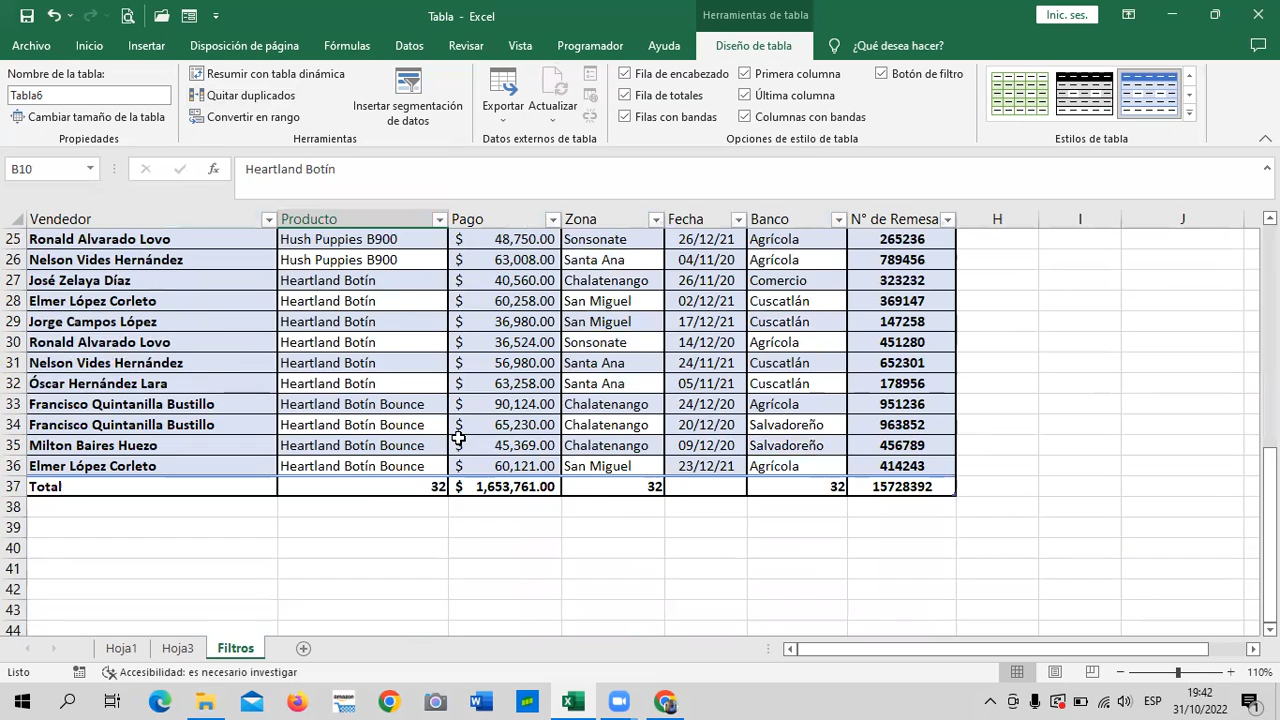 Tabla - Excel
Herramientas de tabla
Inic. ses.
Archivo Inicio Insertar Disposición de página Fórmulas Datos Revisar Vista Programador Ayuda Diseño de tabla ¿Qué desea hacer?
Nombre de la tabla:
Tabla6
Cambiar tamaño de la tabla
Propiedades
Resumir con tabla dinámica
Quitar duplicados
Convertir en rango
Insertar segmentación
de datos
Herramientas
Exportar Actualizar
Datos externos de tabla
Fila de encabezado Primera columna Botón de filtro
Fila de totales Última columna
Filas con bandas Columnas con bandas
Opciones de estilo de tabla
Estilos de tabla
B10 fx Heartland Botín
Vendedor Producto Pago Zona Fecha Banco N° de Remesa H I J
25 Ronald Alvarado Lovo Hush Puppies B900 $ 48,750.00 Sonsonate 26/12/21 Agrícola 265236
26 Nelson Vides Hernández Hush Puppies B900 $ 63,008.00 Santa Ana 04/11/20 Agrícola 789456
27 José Zelaya Díaz Heartland Botín $ 40,560.00 Chalatenango 26/11/20 Comercio 323232
28 Elmer López Corleto Heartland Botín $ 60,258.00 San Miguel 02/12/21 Cuscatlán 369147
29 Jorge Campos López Heartland Botín $ 36,980.00 San Miguel 17/12/21 Cuscatlán 147258
30 Ronald Alvarado Lovo Heartland Botín $ 36,524.00 Sonsonate 14/12/20 Agrícola 451280
31 Nelson Vides Hernández Heartland Botín $ 56,980.00 Santa Ana 24/11/21 Cuscatlán 652301
32 Óscar Hernández Lara Heartland Botín $ 63,258.00 Santa Ana 05/11/21 Cuscatlán 178956
33 Francisco Quintanilla Bustillo Heartland Botín Bounce $ 90,124.00 Chalatenango 24/12/20 Agrícola 951236
34 Francisco Quintanilla Bustillo Heartland Botín Bounce $ 65,230.00 Chalatenango 20/12/20 Salvadoreño 963852
35 Milton Baires Huezo Heartland Botín Bounce $ 45,369.00 Chalatenango 09/12/20 Salvadoreño 456789
36 Elmer López Corleto Heartland Botín Bounce $ 60,121.00 San Miguel 23/12/21 Agrícola 414243
37 Total 32 $ 1,653,761.00 32 32 15728392
38
39
40
41
42
43
44
Hoja1 Hoja3 Filtros
Listo Accesibilidad: es necesario investigar 110%
ESP 19:42
31/10/2022